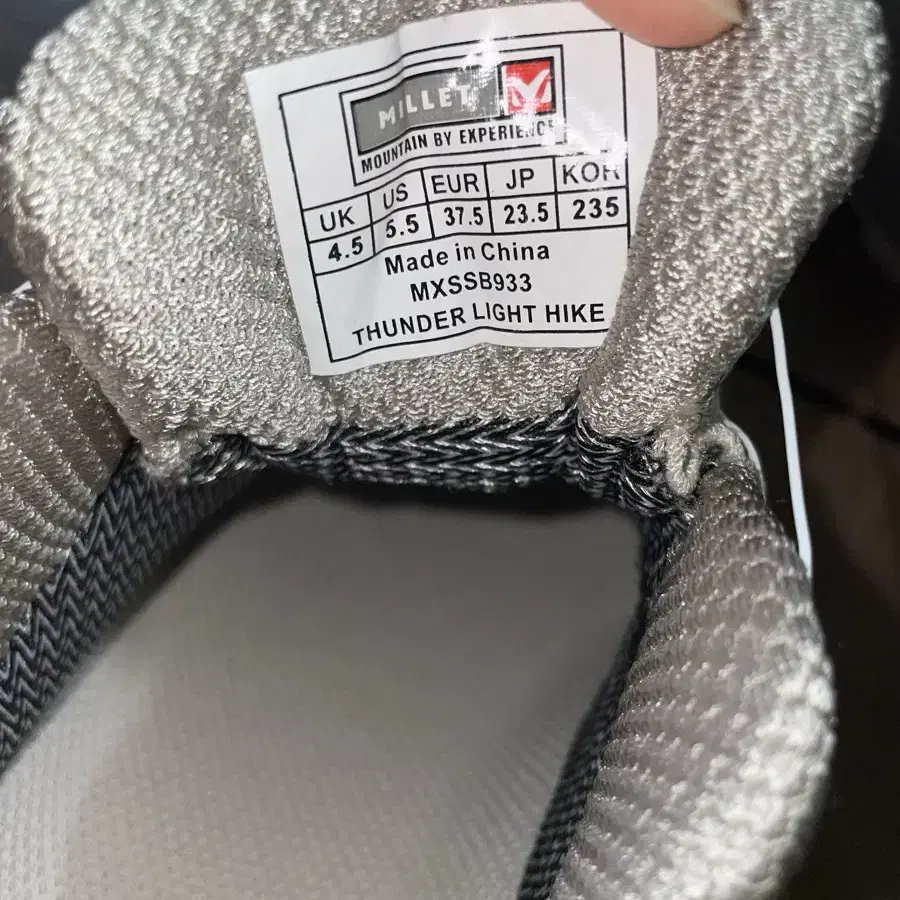 MILLET
MOUNTAIN BY EXPERIENCE
UK US EUR JP KOR
4.5 5.5 37.5 23.5 235
Made in China
MXSSB933
THUNDER LIGHT HIKE